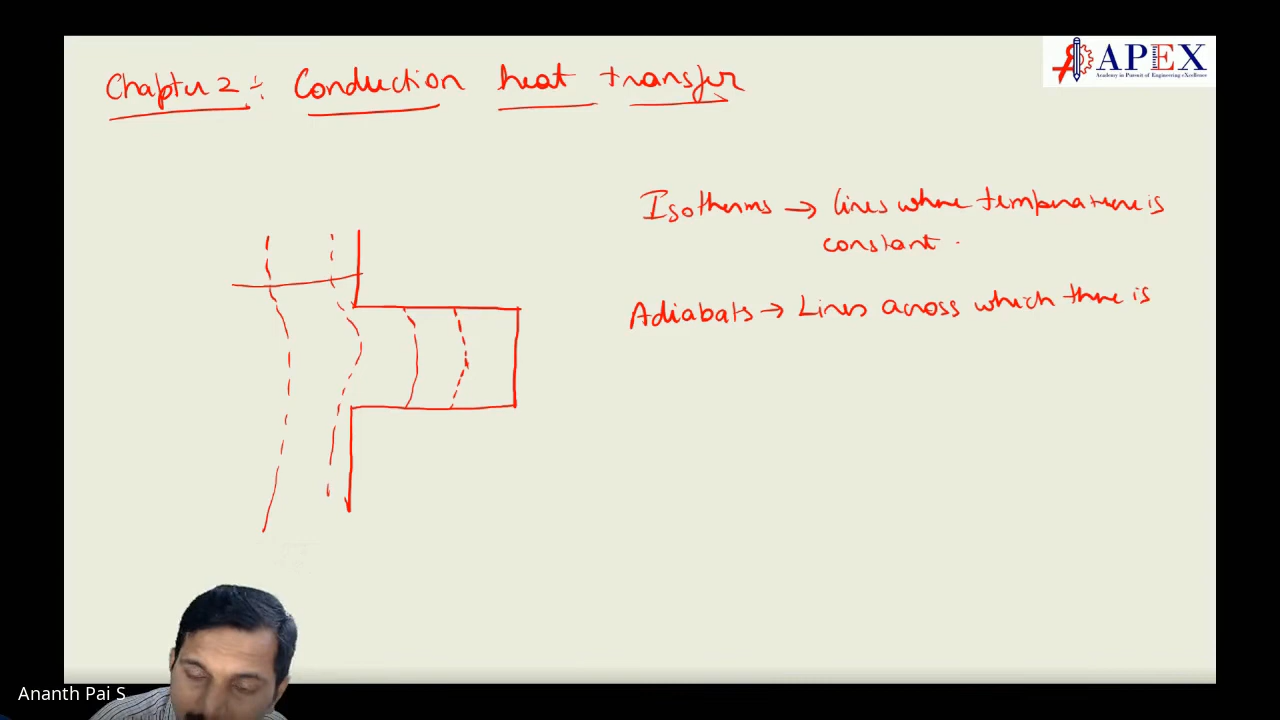 Chapter 2 ÷ Conduction heat transfer
APEX
Academy in Pursuit of Engineering eXcellence
Isotherms → lines where temperature is
constant.
Adiabats → Lines across which there is
Ananth Pai S